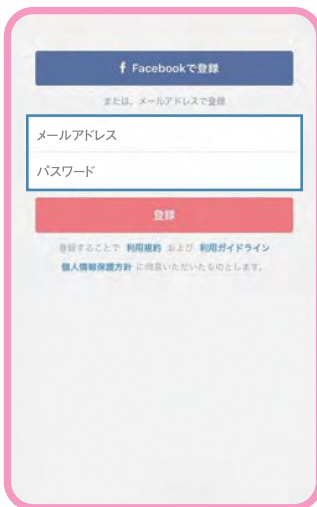 f Facebookで登録
または、メールアドレスで登録
メールアドレス
パスワード
登録
登録することで 利用規約 および 利用ガイドライン
個人情報保護方針 に同意いただいたものとします。